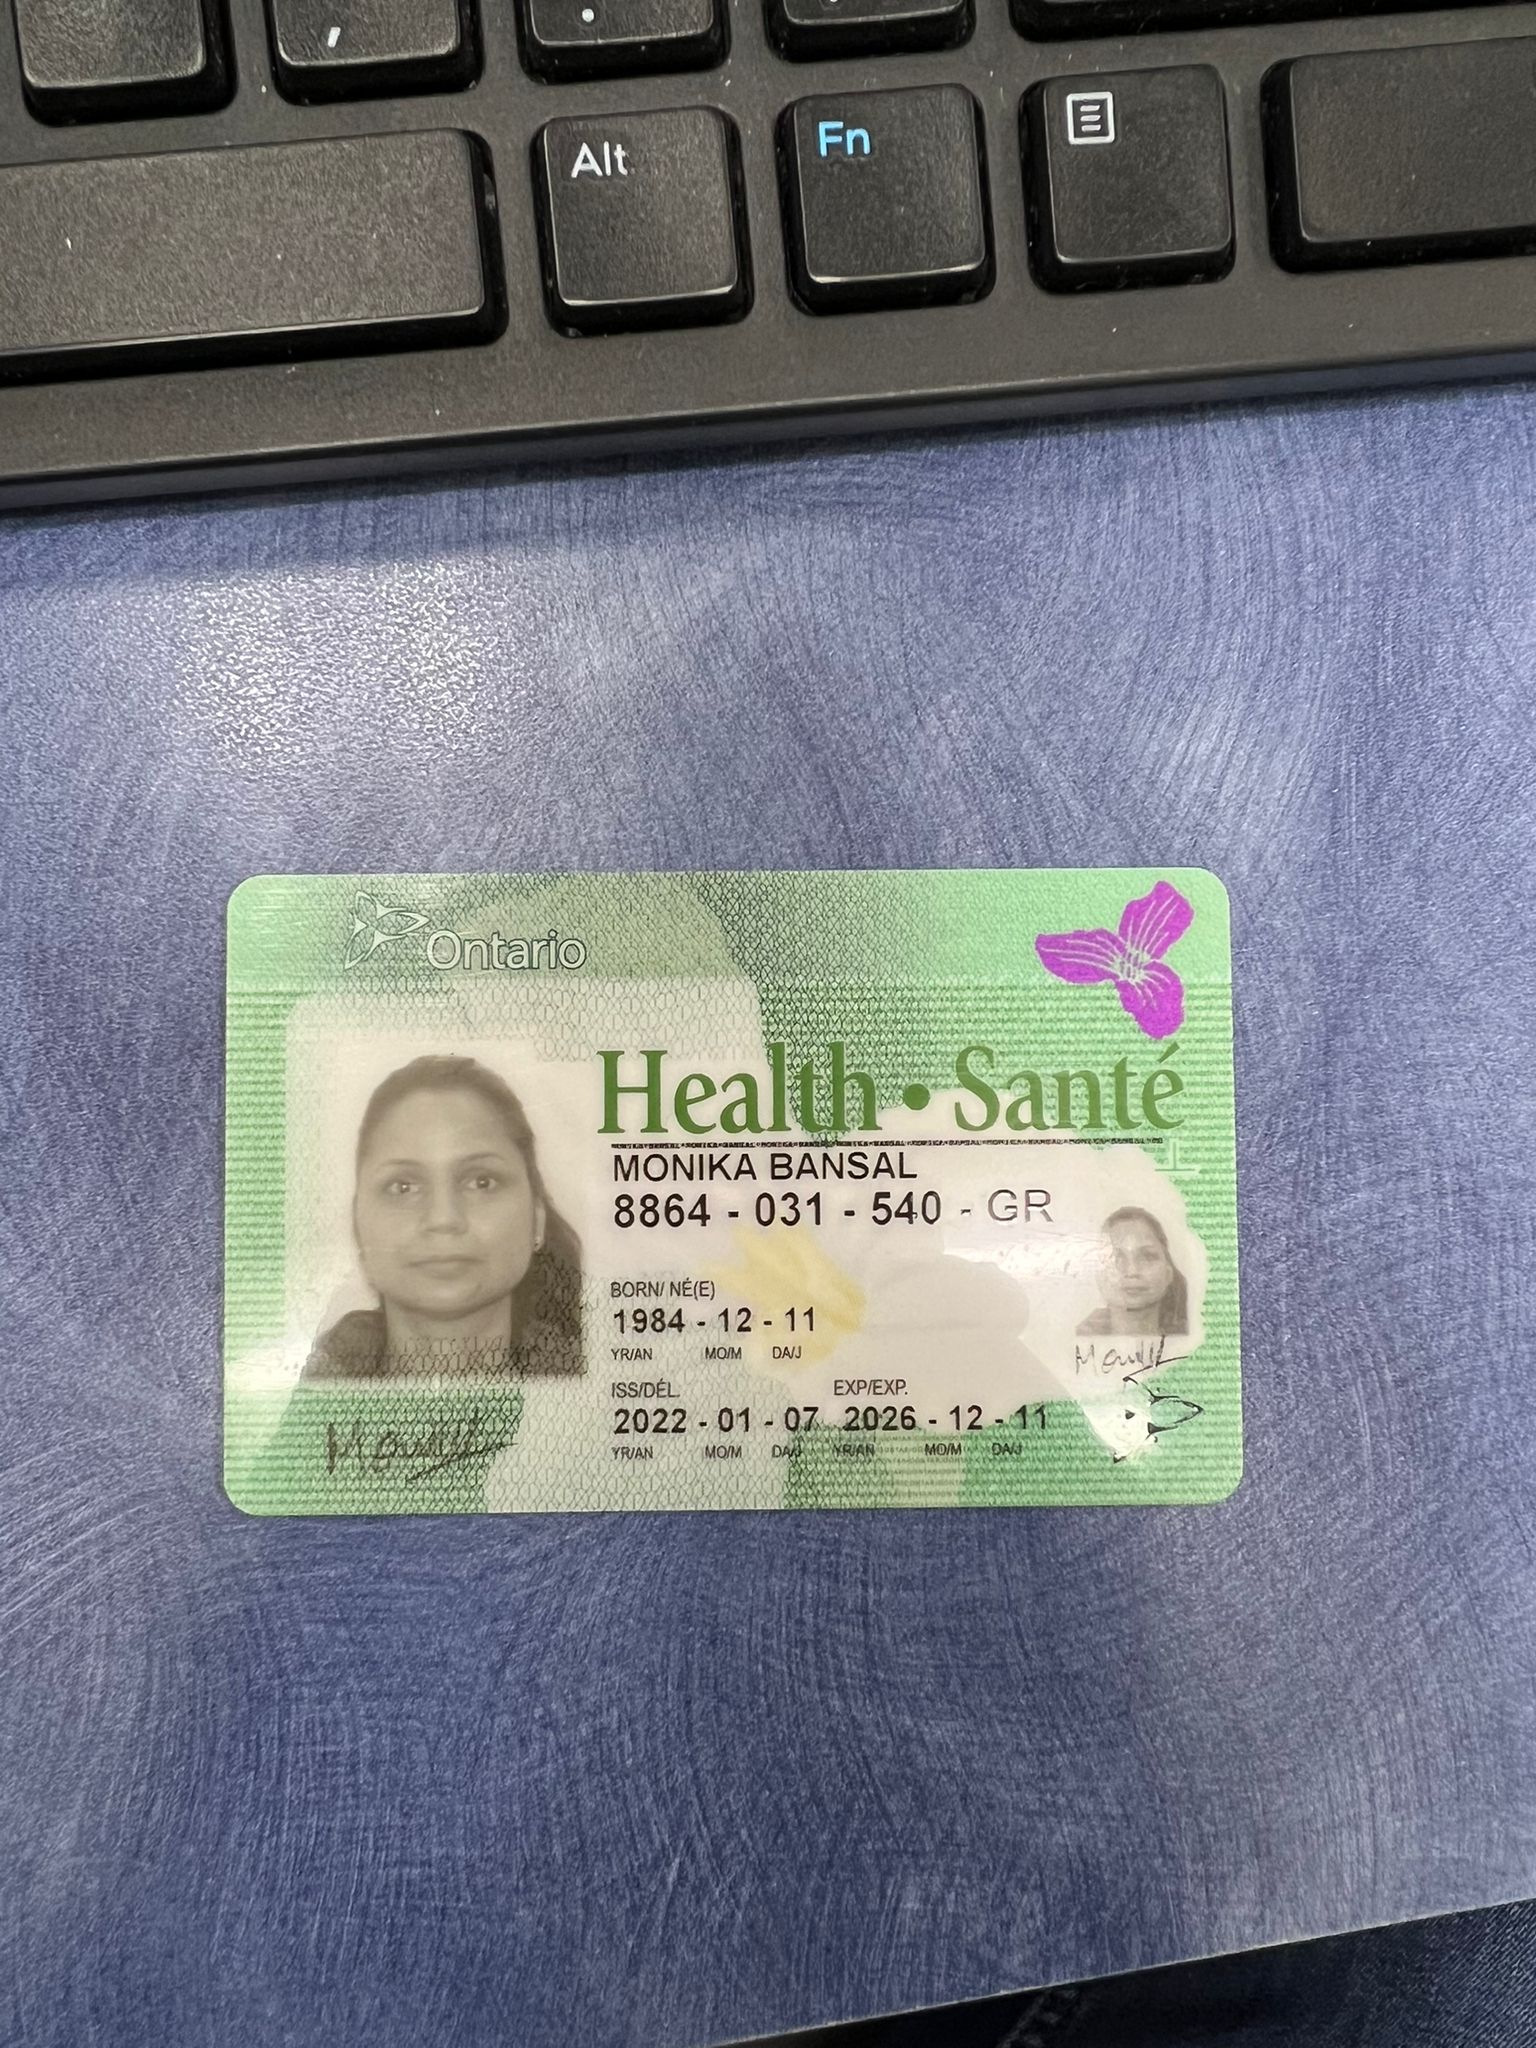 ,
.
Alt
Fn
Ontario
Health • Santé
MONIKA BANSAL
8864 - 031 - 540 - GR
BORN/ NÉ(E)
1984 - 12 - 11
YR/AN MO/M DA/J
ISS/DÉL. EXP/EXP.
2022 - 01 - 07 2026 - 12 - 11
YR/AN MO/M DA/J YR/AN MO/M DA/J